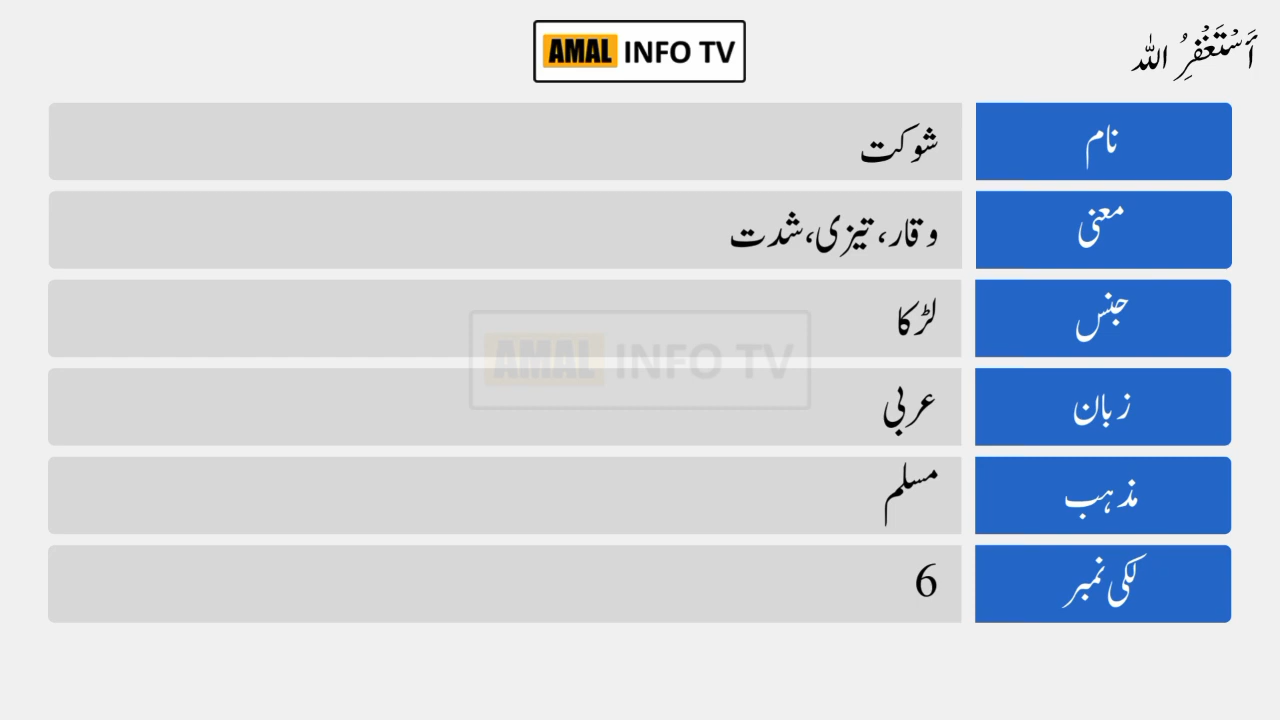 AMAL INFO TV
أَسْتَغْفِرُ اللّٰه
نام شوکت
معنی وقار، تیزی،شدت
جنس لڑکا
زبان عربی
مذہب مسلم
لکی نمبر 6
AMAL INFO TV